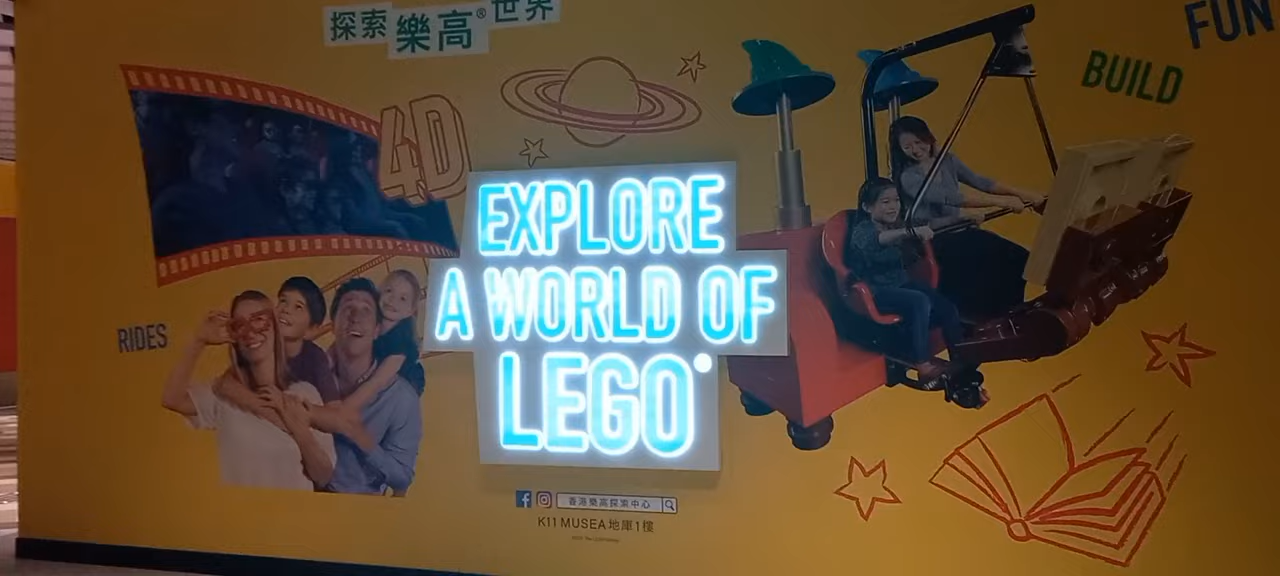 探索樂高®世界
FUN
BUILD
4D
EXPLORE
A WORLD OF
LEGO
RIDES
香港樂高探索中心
K11 MUSEA 地庫1樓